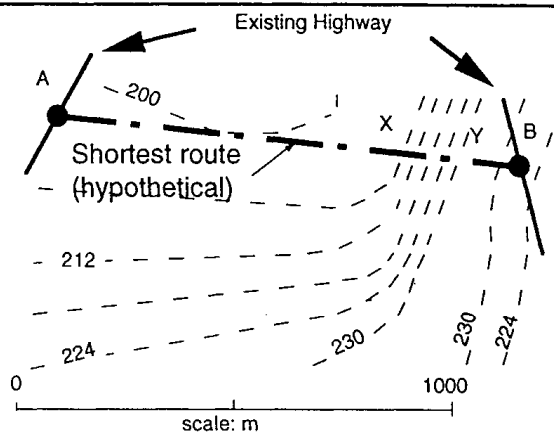 Existing Highway
A
200
X
Y
B
Shortest route
(hypothetical)
212
224
230
230
224
0
1000
scale: m